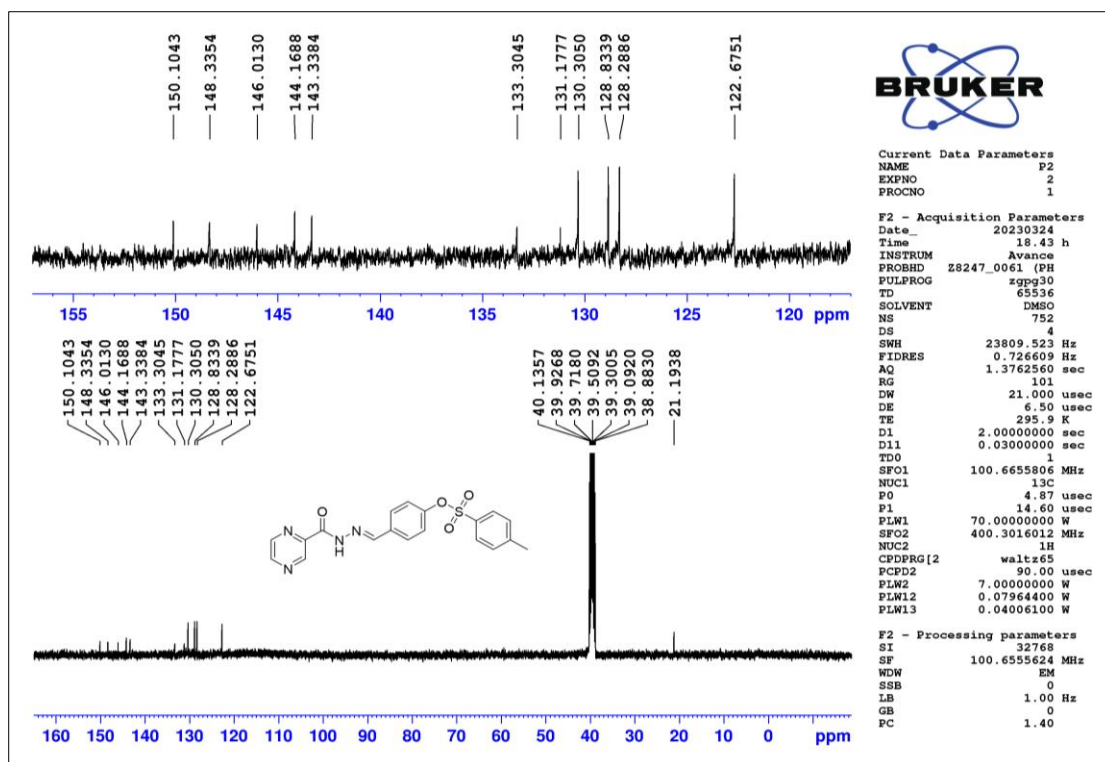 150.1043
148.3354
146.0130
144.1688
143.3384
133.3045
131.1777
130.3050
128.8339
128.2886
122.6751
155 150 145 140 135 130 125 120 ppm
150.1043
148.3354
146.0130
144.1688
143.3384
133.3045
131.1777
130.3050
128.8339
128.2886
122.6751
40.1357
39.9268
39.7180
39.5092
39.3005
39.0920
38.8830
21.1938
O
N
N
N
H
N
O
O
S
O
160 150 140 130 120 110 100 90 80 70 60 50 40 30 20 10 0 ppm
BRUKER
Current Data Parameters
NAME P2
EXPNO 2
PROCNO 1
F2 - Acquisition Parameters
Date_ 20230324
Time 18.43 h
INSTRUM Avance
PROBHD Z8247_0061 (PH
PULPROG zgpg30
TD 65536
SOLVENT DMSO
NS 752
DS 4
SWH 23809.523 Hz
FIDRES 0.726609 Hz
AQ 1.3762560 sec
RG 101
DW 21.000 usec
DE 6.50 usec
TE 295.9 K
D1 2.00000000 sec
D11 0.03000000 sec
TD0 1
SFO1 100.6655806 MHz
NUC1 13C
P0 4.87 usec
P1 14.60 usec
PLW1 70.00000000 W
SFO2 400.3016012 MHz
NUC2 1H
CPDPRG[2 waltz65
PCPD2 90.00 usec
PLW2 7.00000000 W
PLW12 0.07964400 W
PLW13 0.04006100 W
F2 - Processing parameters
SI 32768
SF 100.6555624 MHz
WDW EM
SSB 0
LB 1.00 Hz
GB 0
PC 1.40